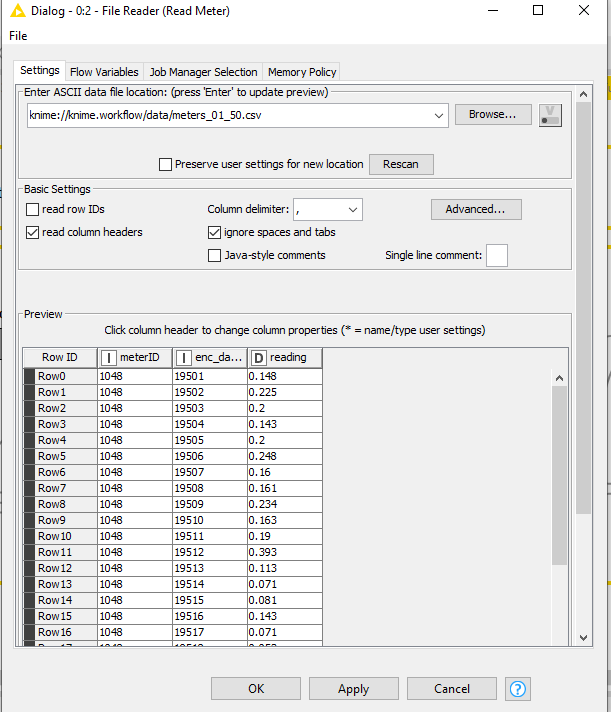 Dialog - 0:2 - File Reader (Read Meter)
File
Settings Flow Variables Job Manager Selection Memory Policy
Enter ASCII data file location: (press 'Enter' to update preview)
knime://knime.workflow/data/meters_01_50.csv Browse... V
Preserve user settings for new location Rescan
Basic Settings
read row IDs Column delimiter: , Advanced...
read column headers ignore spaces and tabs
Java-style comments Single line comment:
Preview
Click column header to change column properties (* = name/type user settings)
Row ID I meterID I enc_da... D reading
Row0 1048 19501 0.148
Row1 1048 19502 0.225
Row2 1048 19503 0.2
Row3 1048 19504 0.143
Row4 1048 19505 0.2
Row5 1048 19506 0.248
Row6 1048 19507 0.16
Row7 1048 19508 0.161
Row8 1048 19509 0.234
Row9 1048 19510 0.163
Row10 1048 19511 0.19
Row11 1048 19512 0.393
Row12 1048 19513 0.113
Row13 1048 19514 0.071
Row14 1048 19515 0.081
Row15 1048 19516 0.143
Row16 1048 19517 0.071
OK Apply Cancel ?